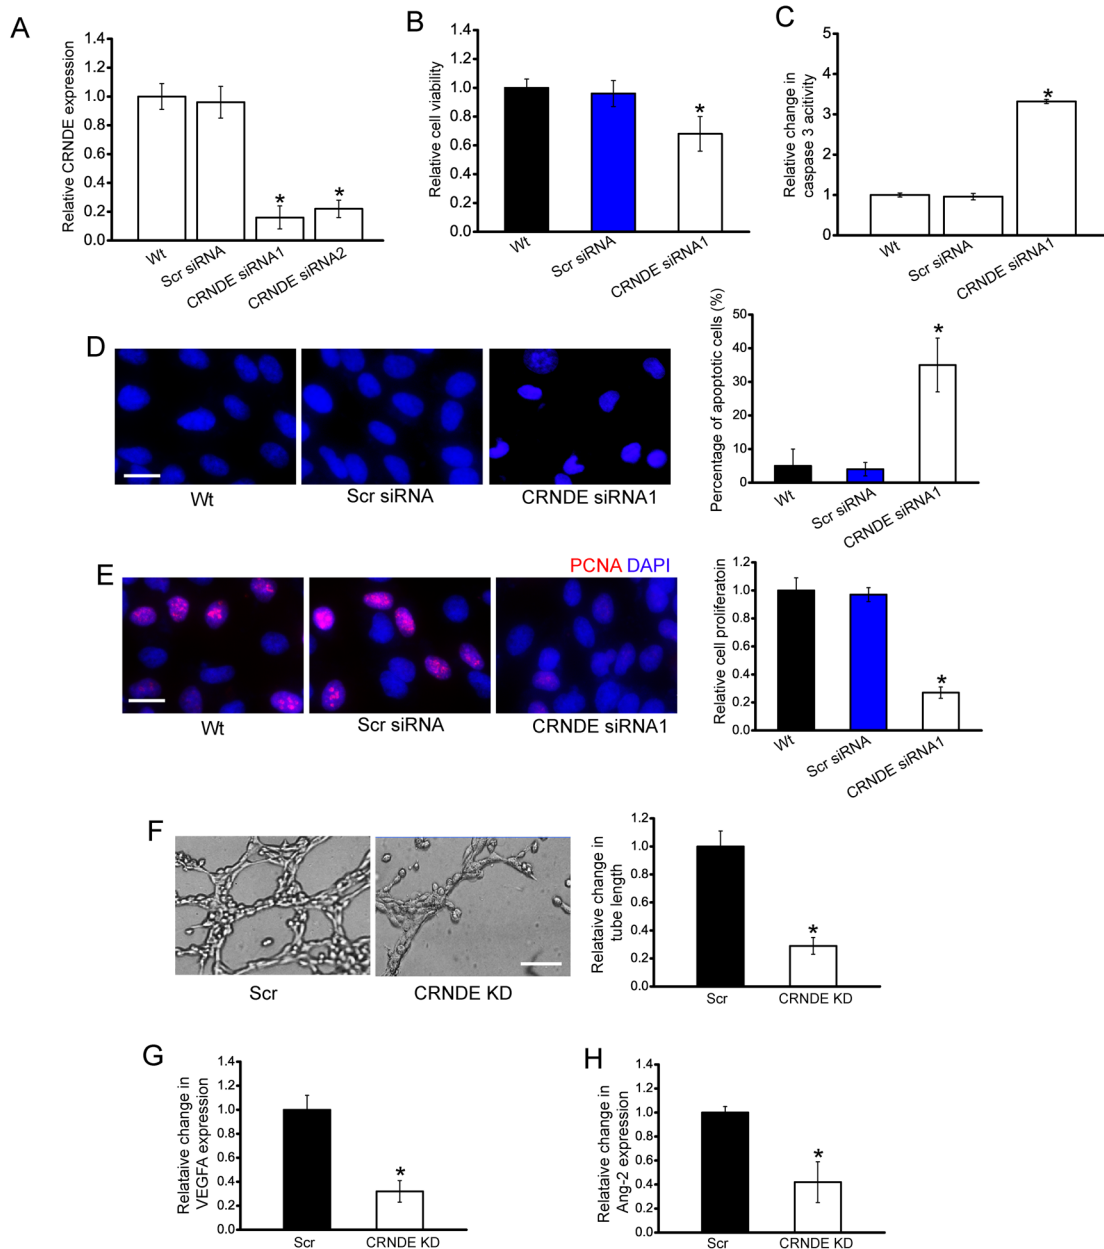 A
Relative CRNDE expression
1.4
1.2
1.0
0.8
0.6
0.4
0.2
0.0
*
*
Wt
Scr siRNA
CRNDE siRNA1
CRNDE siRNA2
B
Relative cell viability
1.4
1.2
1.0
0.8
0.6
0.4
0.2
0.0
*
Wt
Scr siRNA
CRNDE siRNA1
C
Relative change in
caspase 3 acitivity
5
4
3
2
1
0
*
Wt
Scr siRNA
CRNDE siRNA1
D
Wt
Scr siRNA
CRNDE siRNA1
Percentage of apoptotic cells (%)
50
40
30
20
10
0
*
Wt
Scr siRNA
CRNDE siRNA1
E
PCNA DAPI
Wt
Scr siRNA
CRNDE siRNA1
Relative cell proliferatoin
1.2
1.0
0.8
0.6
0.4
0.2
0.0
*
Wt
Scr siRNA
CRNDE siRNA1
F
Scr
CRNDE KD
Relataive change in
tube length
1.2
1.0
0.8
0.6
0.4
0.2
0.0
*
Scr
CRNDE KD
G
Relataive change in
VEGFA expression
1.4
1.2
1.0
0.8
0.6
0.4
0.2
0.0
*
Scr
CRNDE KD
H
Relataive change in
Ang-2 expression
1.4
1.2
1.0
0.8
0.6
0.4
0.2
0.0
*
Scr
CRNDE KD